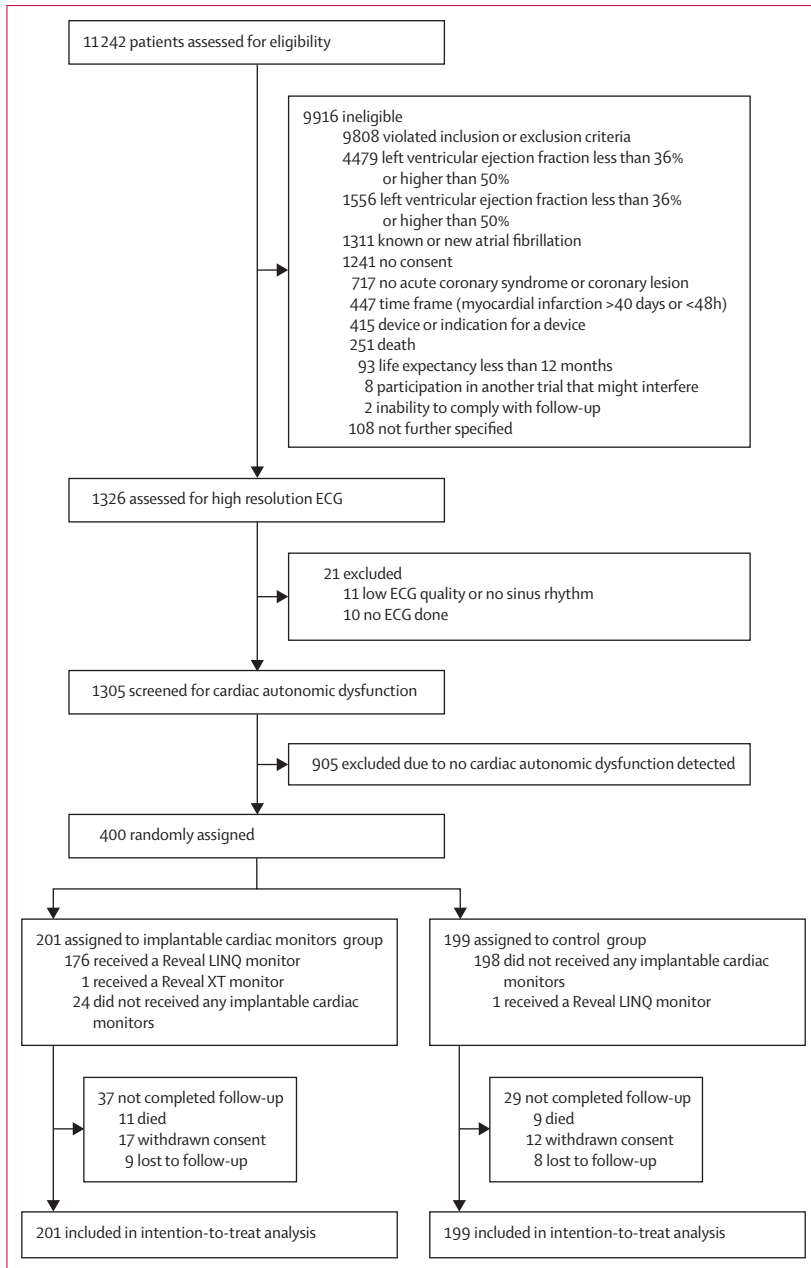 11 242 patients assessed for eligibility
9916 ineligible
9808 violated inclusion or exclusion criteria
4479 left ventricular ejection fraction less than 36%
or higher than 50%
1556 left ventricular ejection fraction less than 36%
or higher than 50%
1311 known or new atrial fibrillation
1241 no consent
717 no acute coronary syndrome or coronary lesion
447 time frame (myocardial infarction >40 days or <48h)
415 device or indication for a device
251 death
93 life expectancy less than 12 months
8 participation in another trial that might interfere
2 inability to comply with follow-up
108 not further specified
1326 assessed for high resolution ECG
21 excluded
11 low ECG quality or no sinus rhythm
10 no ECG done
1305 screened for cardiac autonomic dysfunction
905 excluded due to no cardiac autonomic dysfunction detected
400 randomly assigned
201 assigned to implantable cardiac monitors group
176 received a Reveal LINQ monitor
1 received a Reveal XT monitor
24 did not received any implantable cardiac
monitors
199 assigned to control group
198 did not received any implantable cardiac
monitors
1 received a Reveal LINQ monitor
37 not completed follow-up
11 died
17 withdrawn consent
9 lost to follow-up
29 not completed follow-up
9 died
12 withdrawn consent
8 lost to follow-up
201 included in intention-to-treat analysis
199 included in intention-to-treat analysis